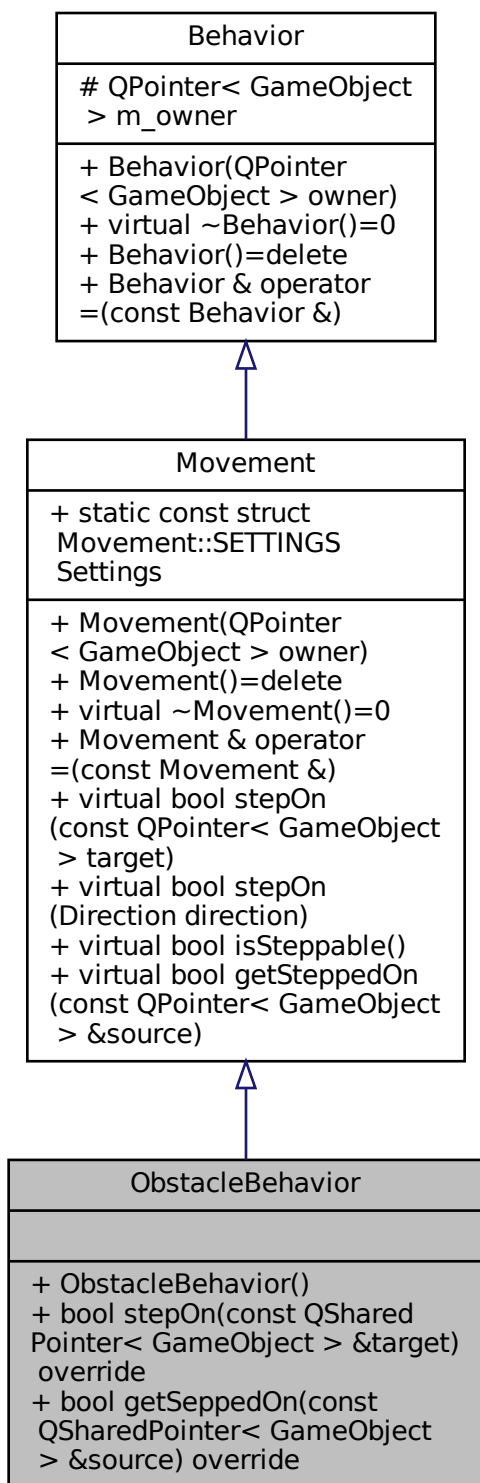 Behavior
# QPointer< GameObject
> m_owner
+ Behavior(QPointer
< GameObject > owner)
+ virtual ~Behavior()=0
+ Behavior()=delete
+ Behavior & operator
=(const Behavior &)
Movement
+ static const struct
Movement::SETTINGS
Settings
+ Movement(QPointer
< GameObject > owner)
+ Movement()=delete
+ virtual ~Movement()=0
+ Movement & operator
=(const Movement &)
+ virtual bool stepOn
(const QPointer< GameObject
> target)
+ virtual bool stepOn
(Direction direction)
+ virtual bool isSteppable()
+ virtual bool getSteppedOn
(const QPointer< GameObject
> &source)
ObstacleBehavior
+ ObstacleBehavior()
+ bool stepOn(const QShared
Pointer< GameObject > &target)
override
+ bool getSeppedOn(const
QSharedPointer< GameObject
> &source) override